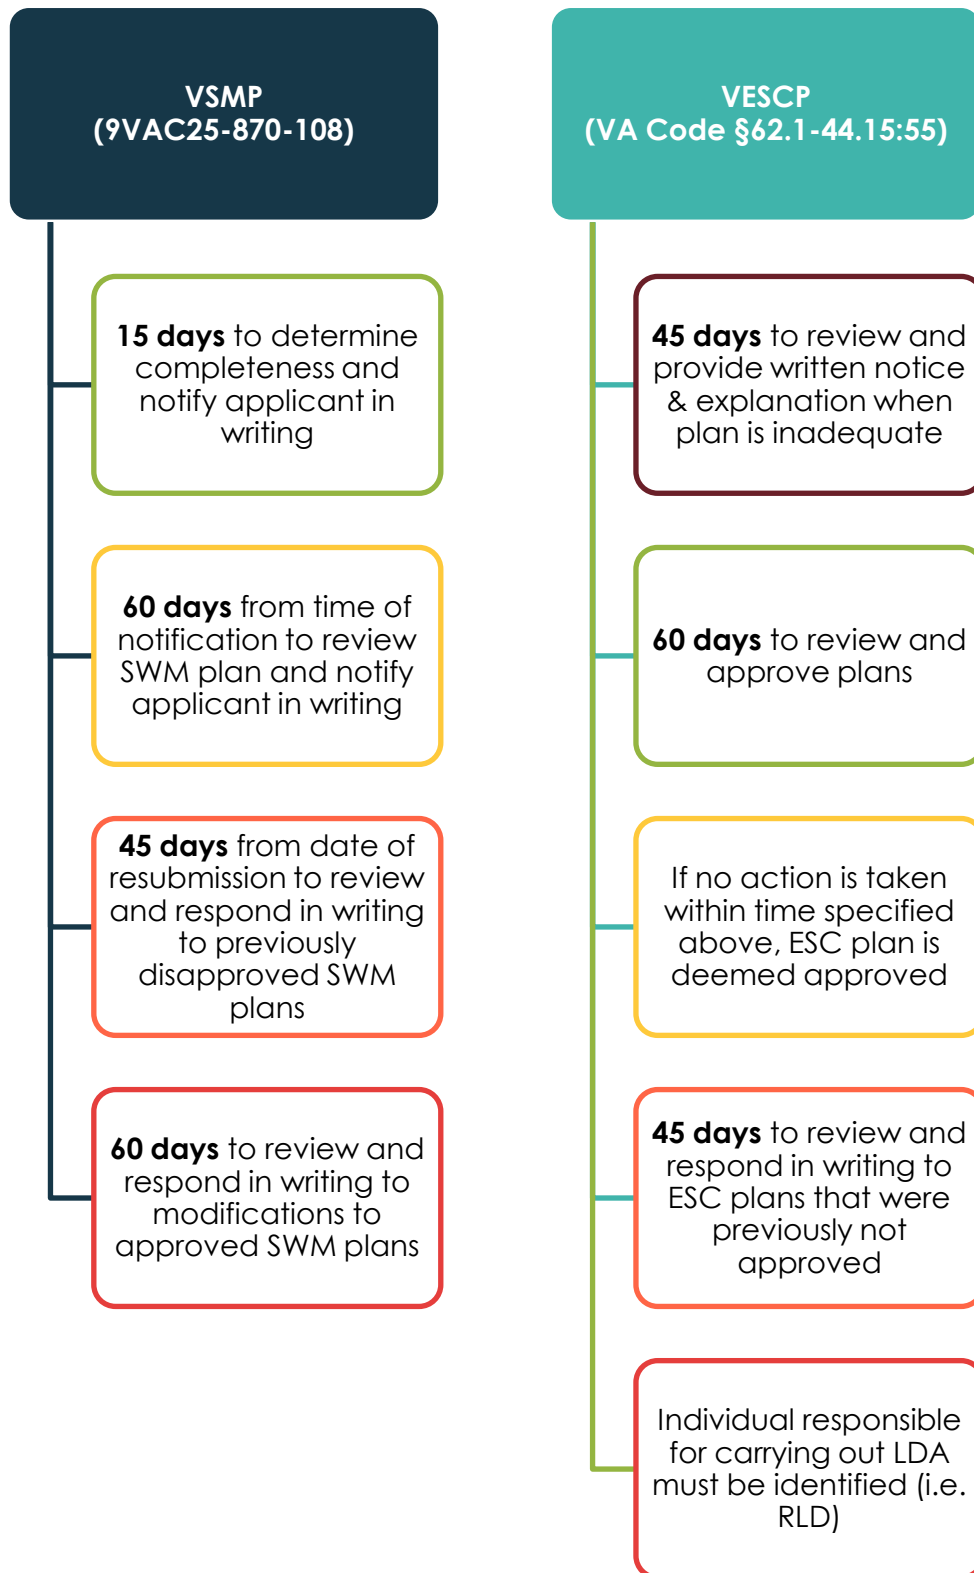 VSMP
(9VAC25-870-108)
15 days to determine
completeness and
notify applicant in
writing
60 days from time of
notification to review
SWM plan and notify
applicant in writing
45 days from date of
resubmission to review
and respond in writing
to previously
disapproved SWM
plans
60 days to review and
respond in writing to
modifications to
approved SWM plans
VESCP
(VA Code §62.1-44.15:55)
45 days to review and
provide written notice
& explanation when
plan is inadequate
60 days to review and
approve plans
If no action is taken
within time specified
above, ESC plan is
deemed approved
45 days to review and
respond in writing to
ESC plans that were
previously not
approved
Individual responsible
for carrying out LDA
must be identified (i.e.
RLD)